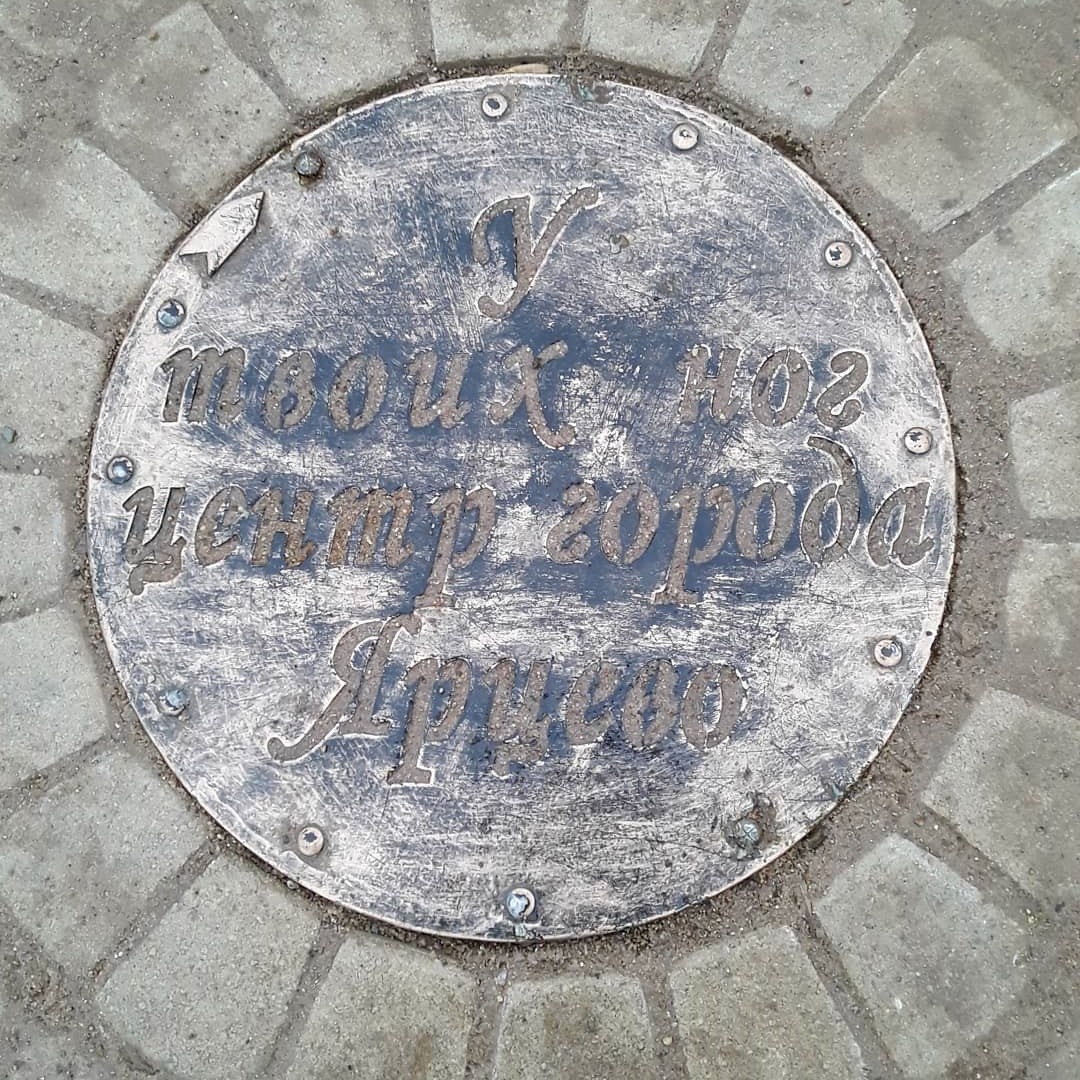 У
твоих ног
центр города
Ярцево